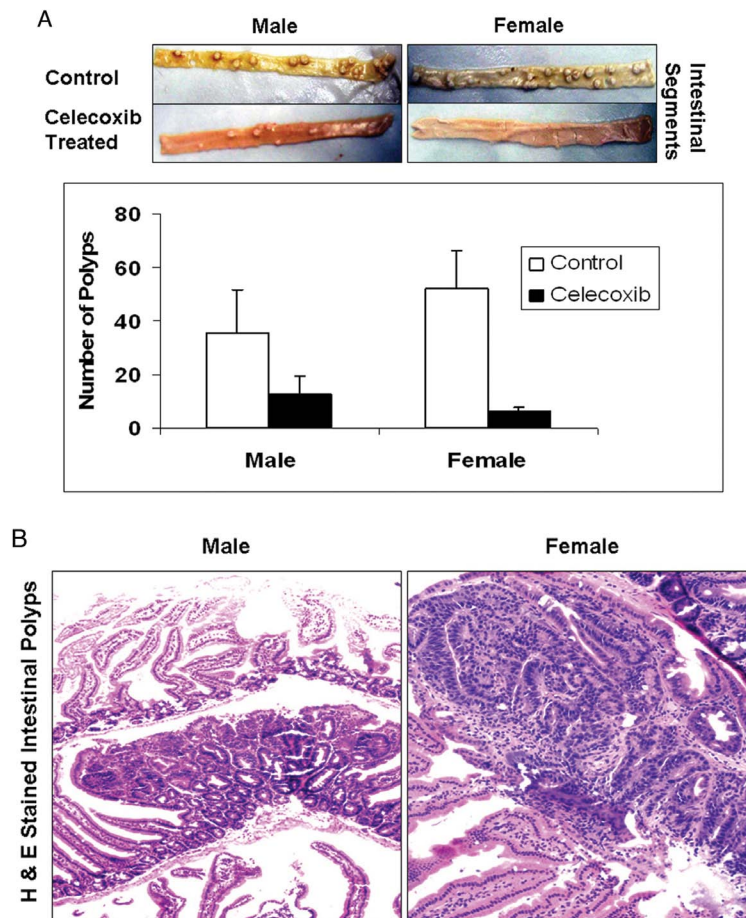 A
Male
Female
Control
Celecoxib
Treated
Intestinal
Segments
Number of Polyps
80
60
40
20
0
Control
Celecoxib
Male
Female
B
Male
Female
H & E Stained Intestinal Polyps